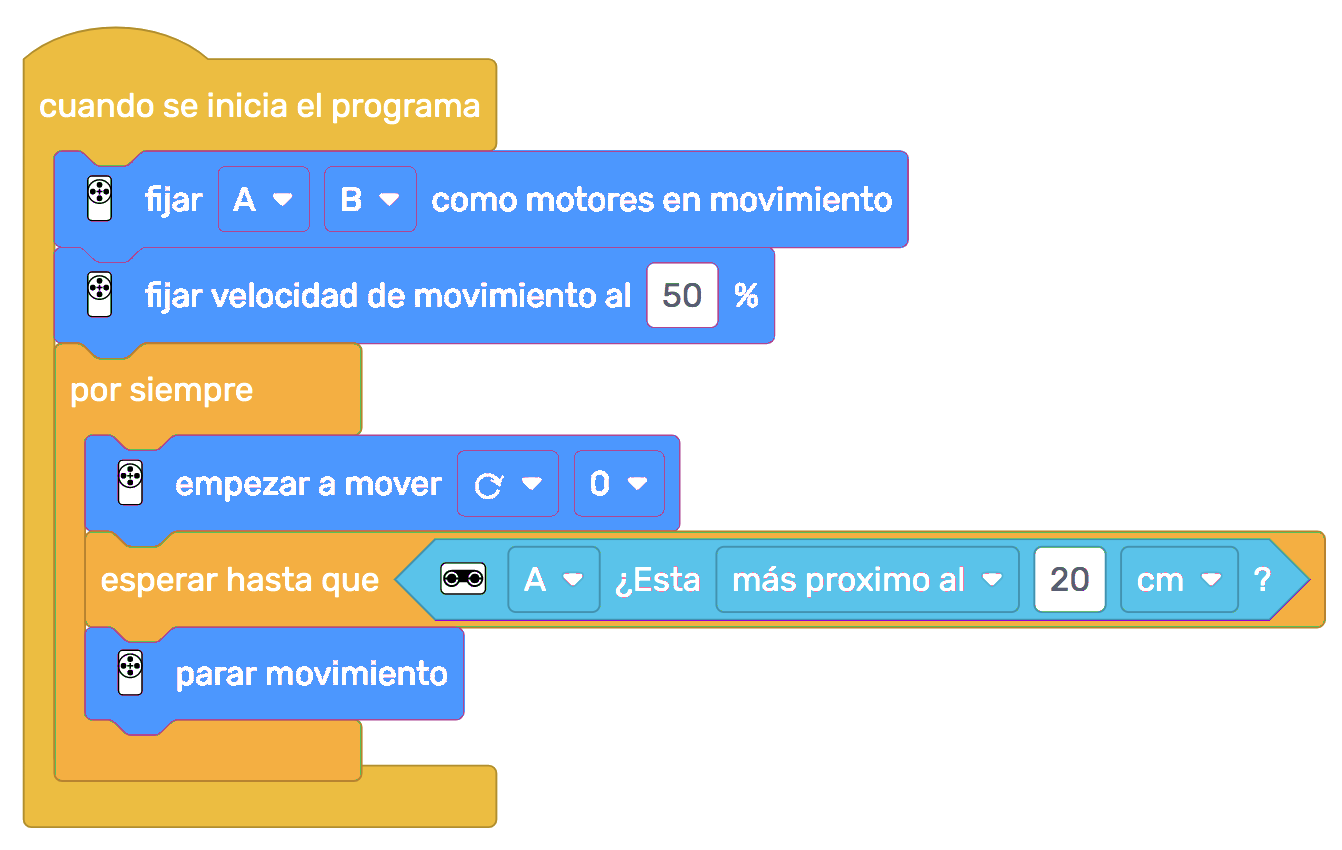 cuando se inicia el programa
fijar A B como motores en movimiento
fijar velocidad de movimiento al 50 %
por siempre
empezar a mover 0
esperar hasta que A ¿Esta más proximo al 20 cm ?
parar movimiento